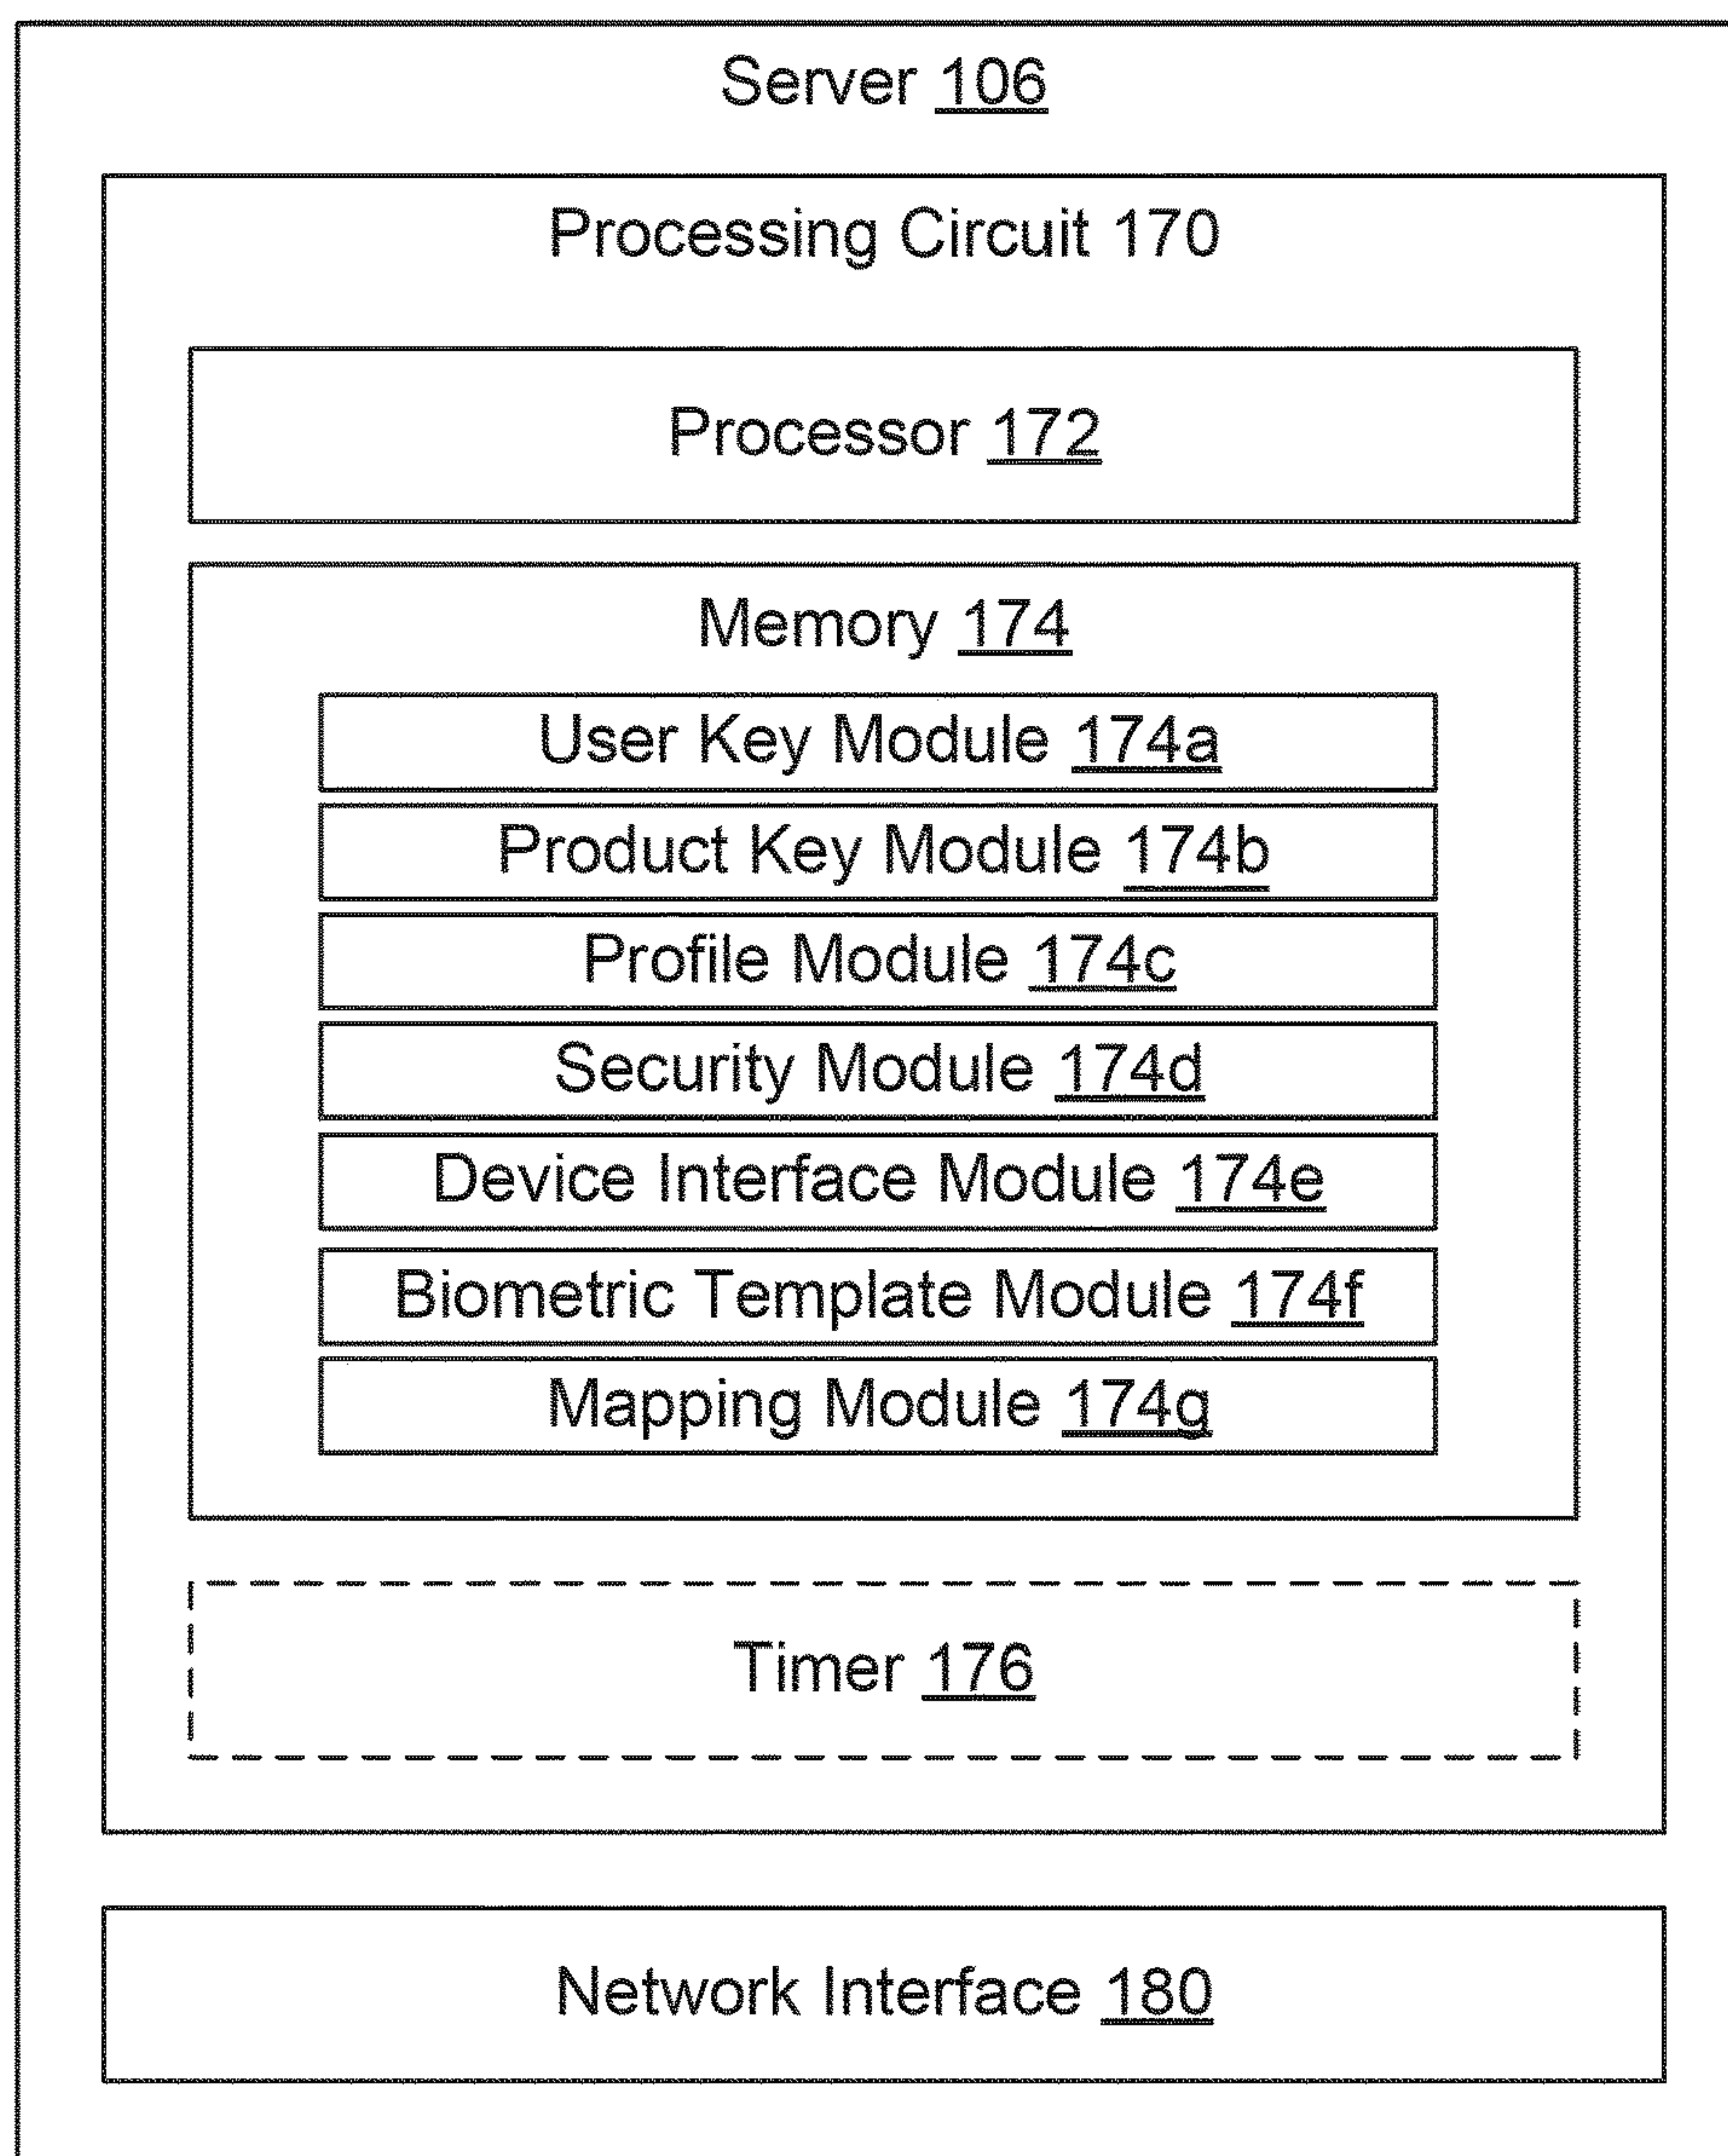 Server 106
Processing Circuit 170
Processor 172
Memory 174
User Key Module 174a
Product Key Module 174b
Profile Module 174c
Security Module 174d
Device Interface Module 174e
Biometric Template Module 174f
Mapping Module 174g
Timer 176
Network Interface 180